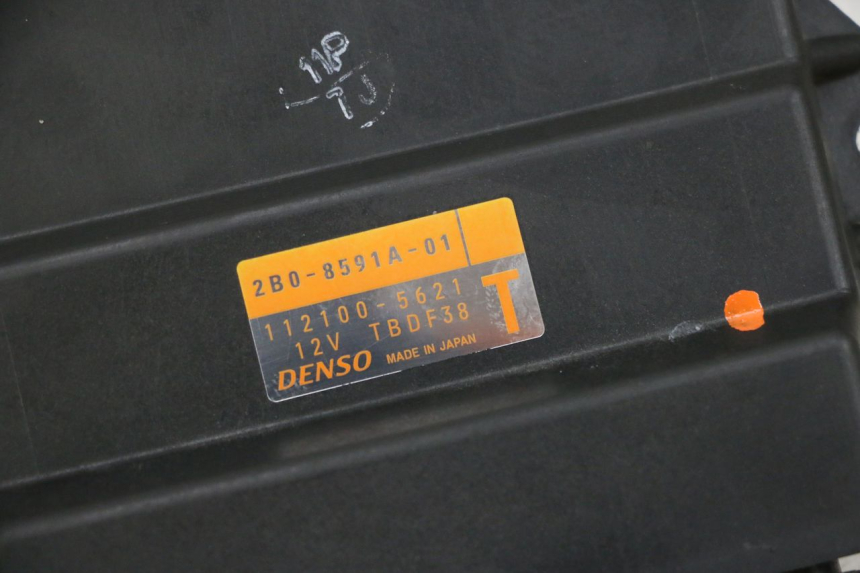 11P
TJ
2B0-8591A-01
112100-5621
12V TBDF38
T
DENSO MADE IN JAPAN